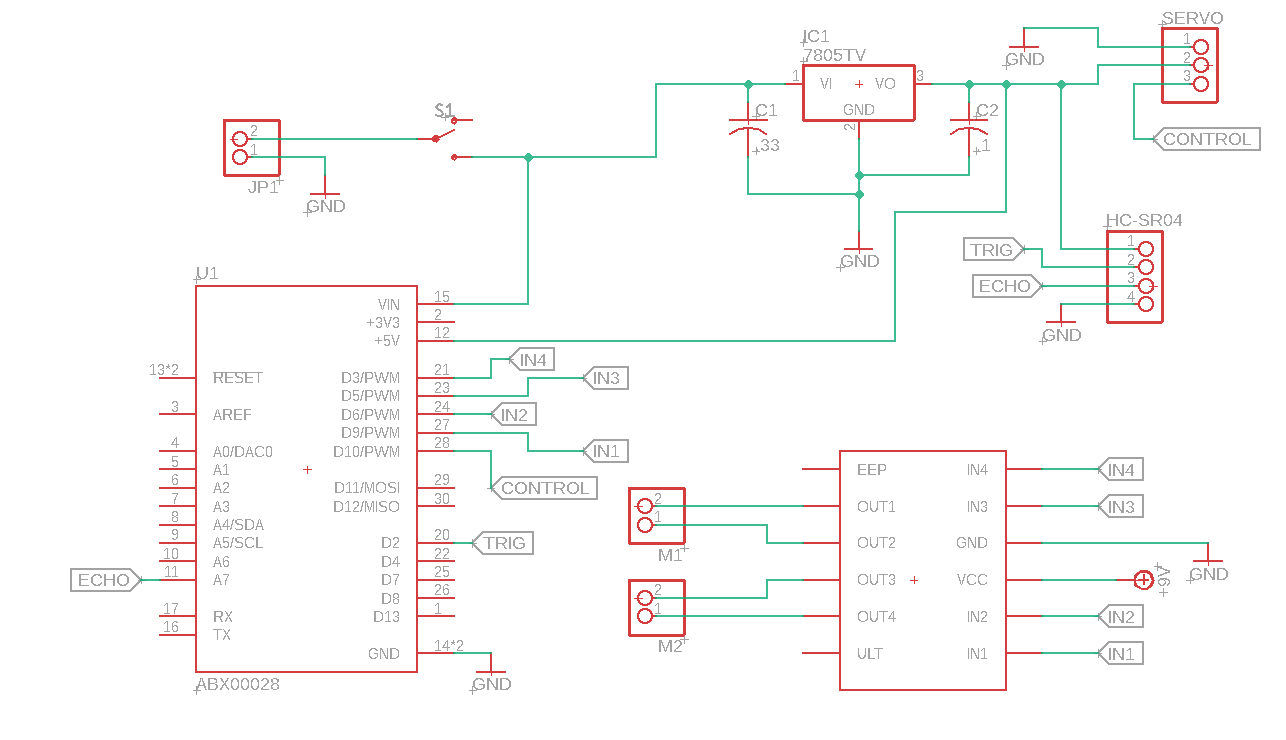 SERVO
1
2
3
GND
CONTROL
IC1
7805TV
1
VI
VO
3
GND
2
C1
33
C2
1
GND
S1
2
1
JP1
GND
HC-SR04
1
2
3
4
TRIG
ECHO
GND
U1
VIN
15
+3V3
2
+5V
12
13*2
RESET
D3/PWM
21
IN4
D5/PWM
23
IN3
3
AREF
D6/PWM
24
IN2
D9/PWM
27
IN1
4
A0/DAC0
D10/PWM
28
5
A1
6
A2
D11/MOSI
29
CONTROL
7
A3
D12/MISO
30
8
A4/SDA
9
A5/SCL
D2
20
TRIG
10
A6
D4
22
ECHO
11
A7
D7
25
D8
26
17
RX
D13
1
16
TX
GND
14*2
GND
ABX00028
2
1
M1
2
1
M2
EEP
IN4
IN4
OUT1
IN3
IN3
OUT2
GND
GND
OUT3
VCC
+9V
OUT4
IN2
IN2
ULT
IN1
IN1